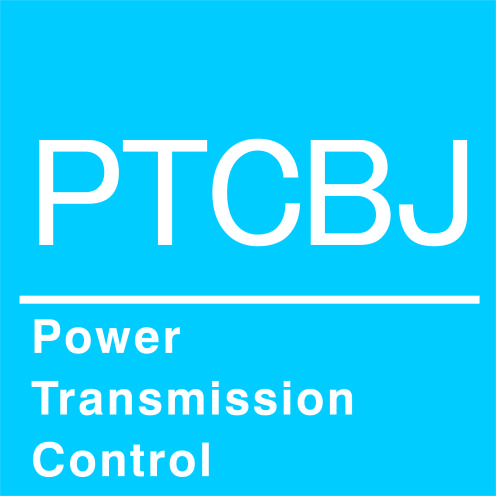 PTCBJ
Power
Transmission
Control